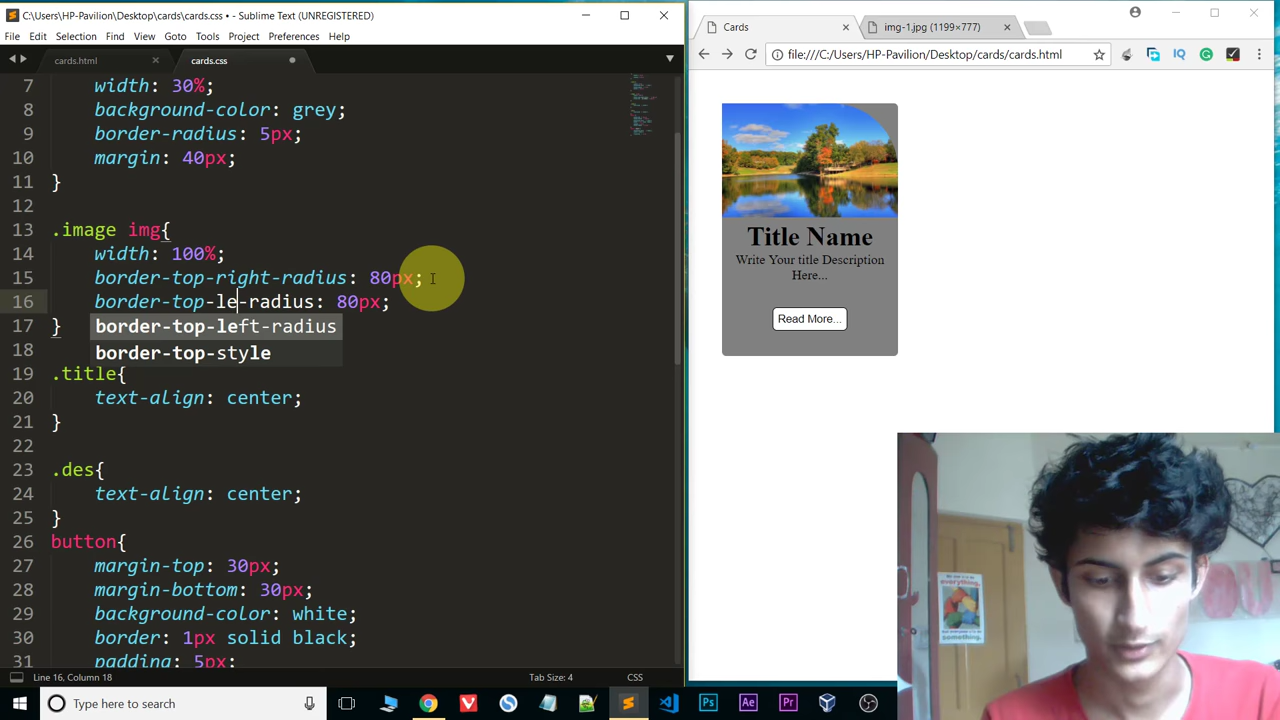 C:\Users\HP-Pavilion\Desktop\cards\cards.css • - Sublime Text (UNREGISTERED)
File Edit Selection Find View Goto Tools Project Preferences Help
cards.html
cards.css
7 width: 30%;
8 background-color: grey;
9 border-radius: 5px;
10 margin: 40px;
11 }
12
13 .image img{
14 width: 100%;
15 border-top-right-radius: 80px;
16 border-top-le-radius: 80px;
border-top-left-radius
border-top-style
17 }
18
19 .title{
20 text-align: center;
21 }
22
23 .des{
24 text-align: center;
25 }
26 button{
27 margin-top: 30px;
28 margin-bottom: 30px;
29 background-color: white;
30 border: 1px solid black;
31 padding: 5px;
Line 16, Column 18
Tab Size: 4
CSS
Cards
img-1.jpg (1199×777)
file:///C:/Users/HP-Pavilion/Desktop/cards/cards.html
IQ
Title Name
Write Your title Description
Here...
Read More...
everything.
Type here to search
Ps
Ae
Pr